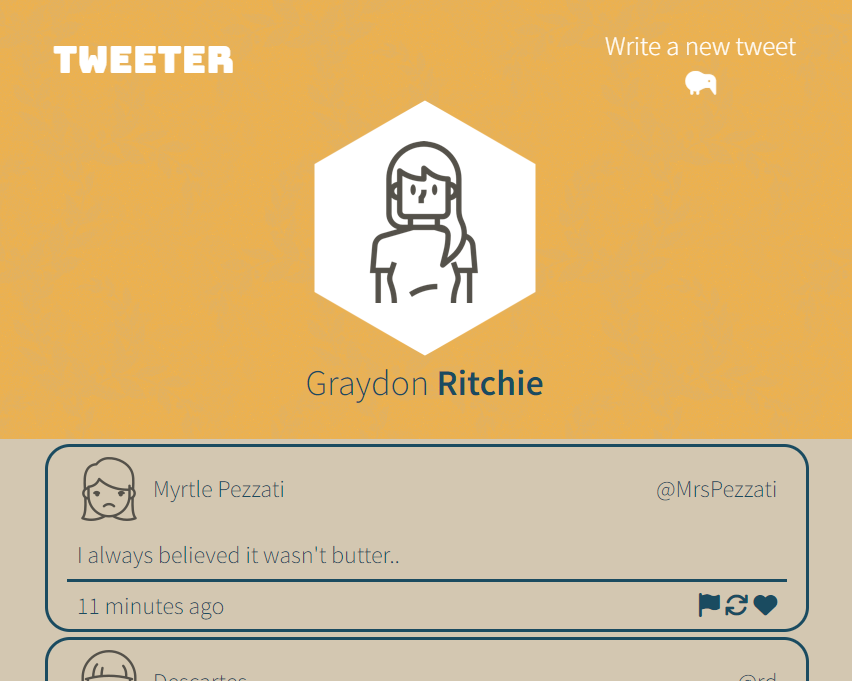 TWEETER
Write a new tweet
Graydon Ritchie
Myrtle Pezzati
@MrsPezzati
I always believed it wasn't butter..
11 minutes ago
Descartes
@rd